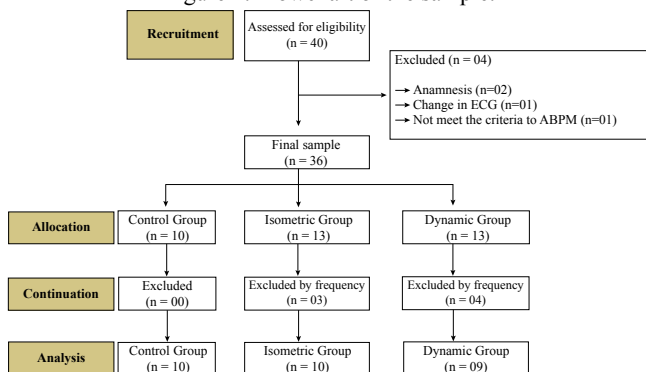 Recruitment
Assessed for eligibility
(n = 40)
Excluded (n = 04)
Anamnesis (n=02)
Change in ECG (n=01)
Not meet the criteria to ABPM (n=01)
Final sample
(n = 36)
Allocation
Control Group
(n = 10)
Isometric Group
(n = 13)
Dynamic Group
(n = 13)
Continuation
Excluded
(n = 00)
Excluded by frequency
(n = 03)
Excluded by frequency
(n = 04)
Analysis
Control Group
(n = 10)
Isometric Group
(n = 10)
Dynamic Group
(n = 09)